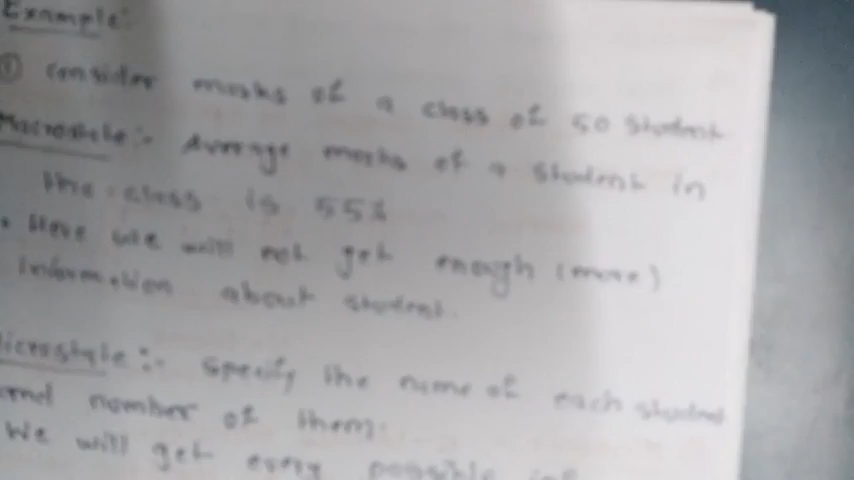 Example:
① Consider marks of a class of 50 student
Macrostate :- Average marks of a student in
the class is 55%
• Here we will not get enough (more)
information about student.
Microstate :- specify the name of each student
and number of them.
We will get every possible